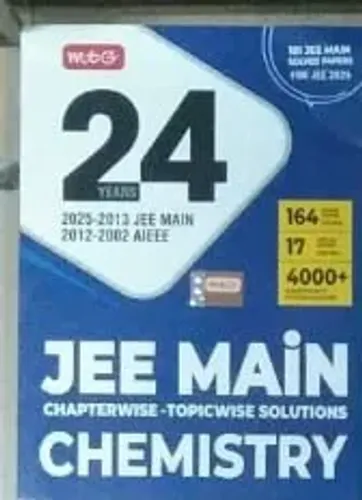 mtG
101 JEE MAIN
SOLVED PAPERS
FOR JEE
24
YEARS
2025-2013 JEE MAIN
2012-2002 AIEEE
164
17
4000+
mtG
JEE MAiN
CHAPTERWISE-TOPICWISE SOLUTIONS
CHEMISTRY